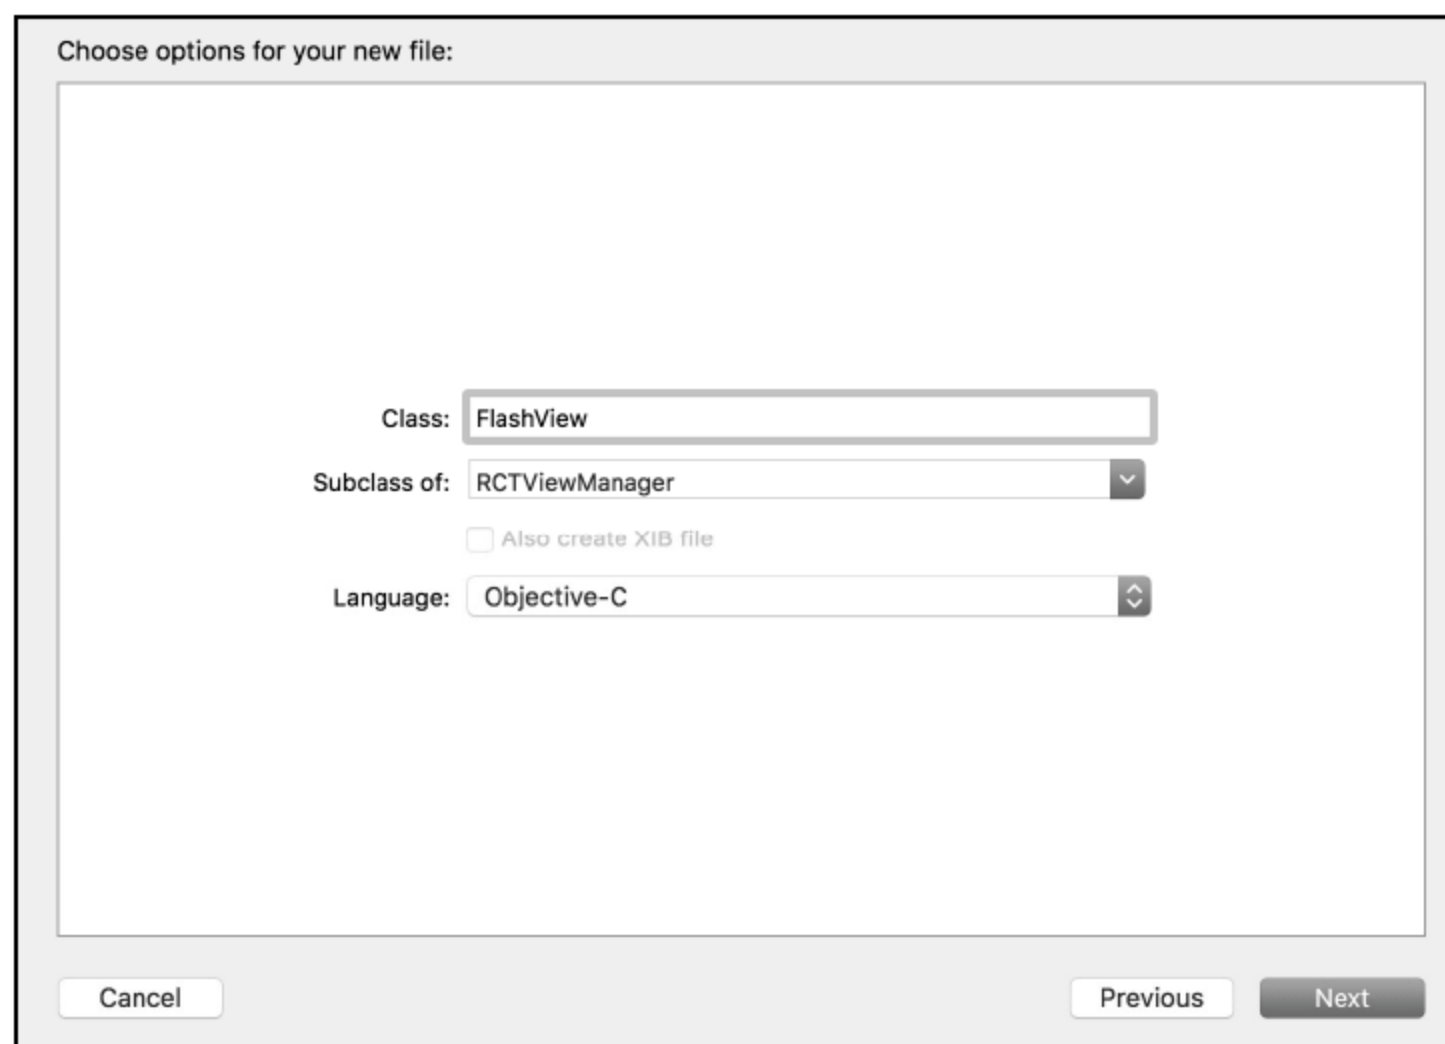 Choose options for your new file:
Class: FlashView
Subclass of: RCTViewManager
Also create XIB file
Language: Objective-C
Cancel Previous Next